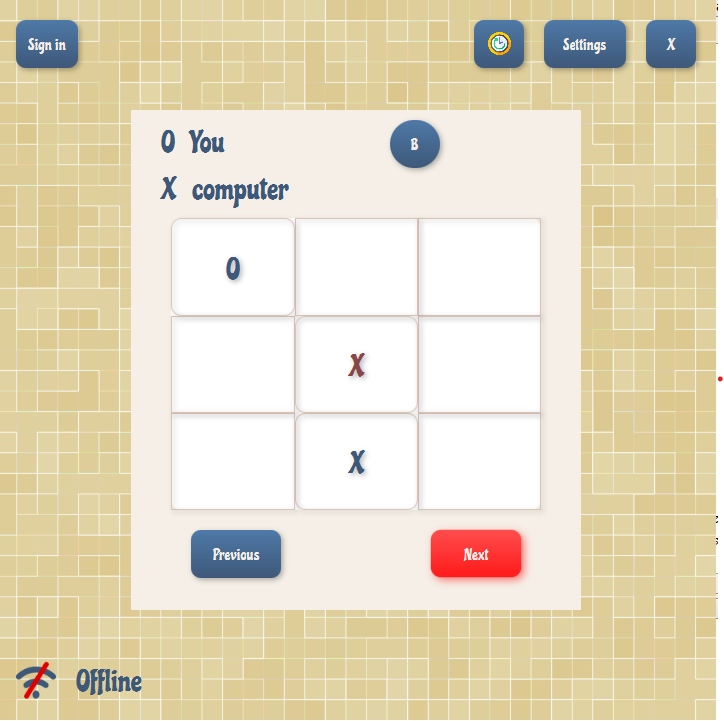 Sign in
Settings
X
O You
B
X computer
O
X
X
Previous
Next
Offline